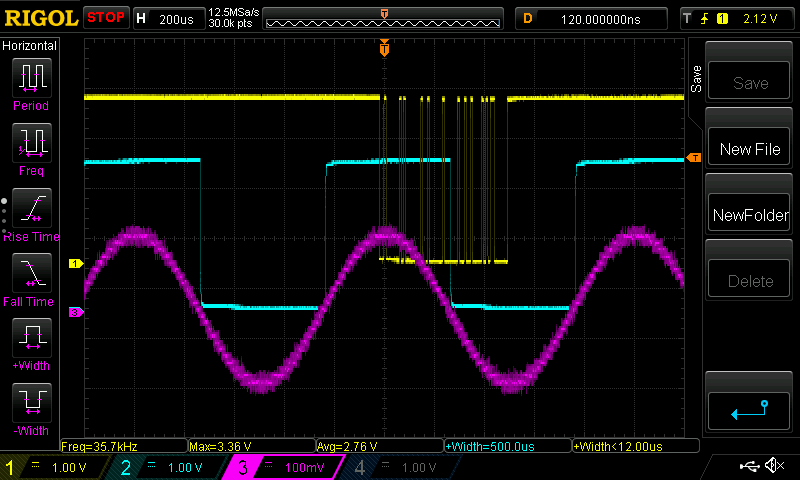 RIGOL STOP H 200us 12.5MSa/s D 120.000000ns T 1 2.12 V
30.0k pts
T
Horizontal
Save
Period
Save
Freq
New File
T
Rise Time
NewFolder
1
Fall Time
Delete
3
+Width
-Width
Freq=35.7kHz Max=3.36 V Avg=2.76 V +Width=500.0us +Width<12.00us
1 = 1.00 V 2 = 1.00 V 3 = 100mV 4 = 1.00 V